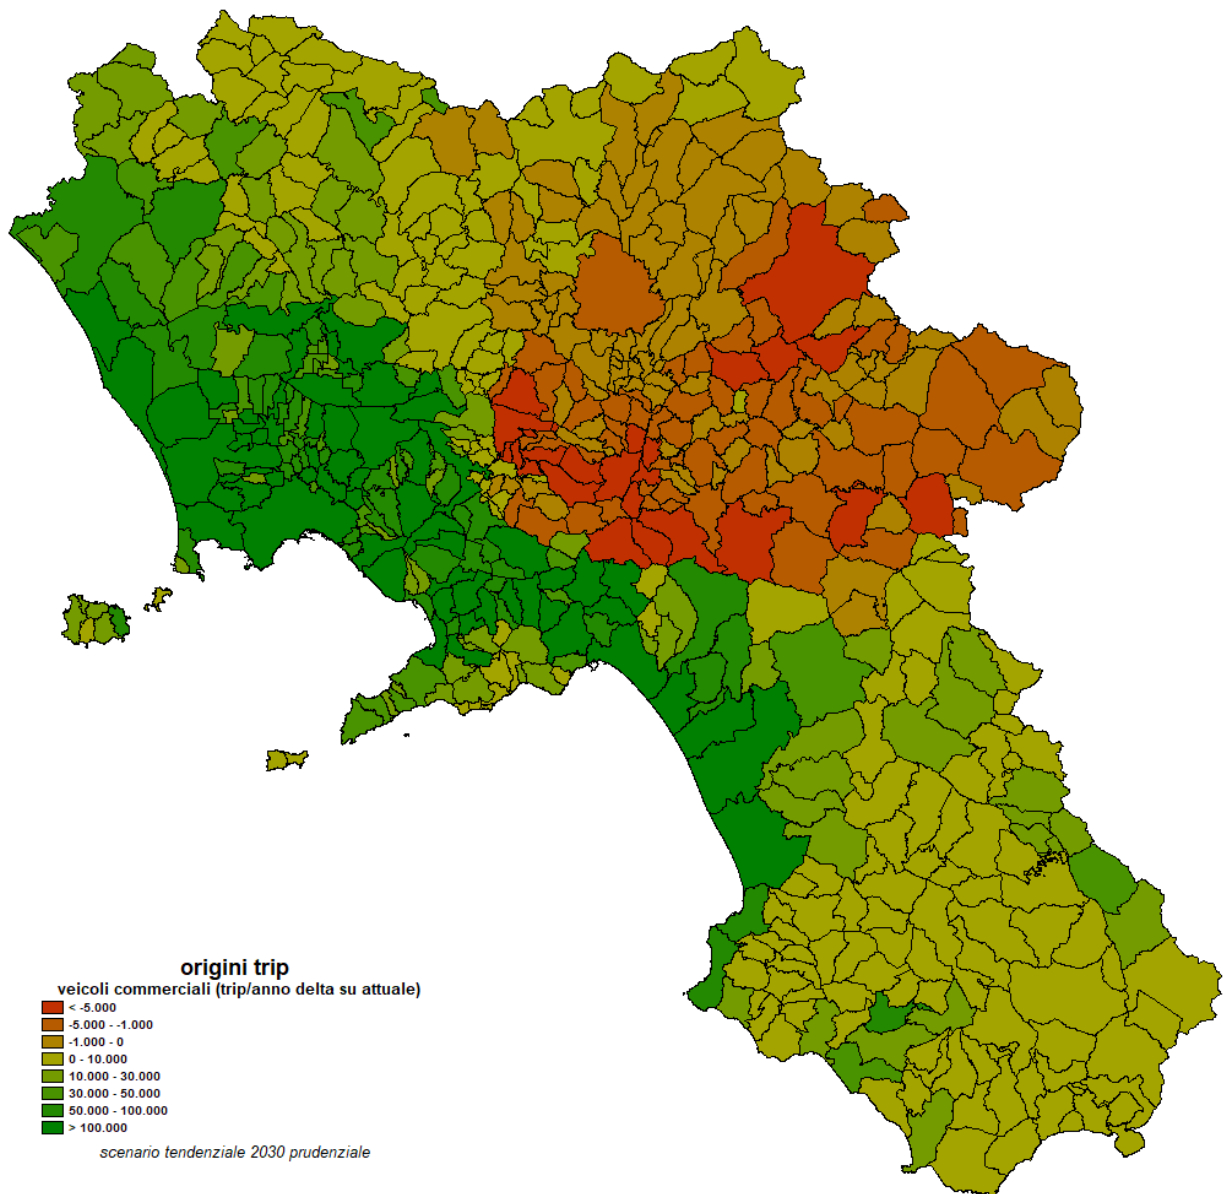 origini trip
veicoli commerciali (trip/anno delta su attuale)
< -5.000
-5.000 - -1.000
-1.000 - 0
0 - 10.000
10.000 - 30.000
30.000 - 50.000
50.000 - 100.000
> 100.000
scenario tendenziale 2030 prudenziale